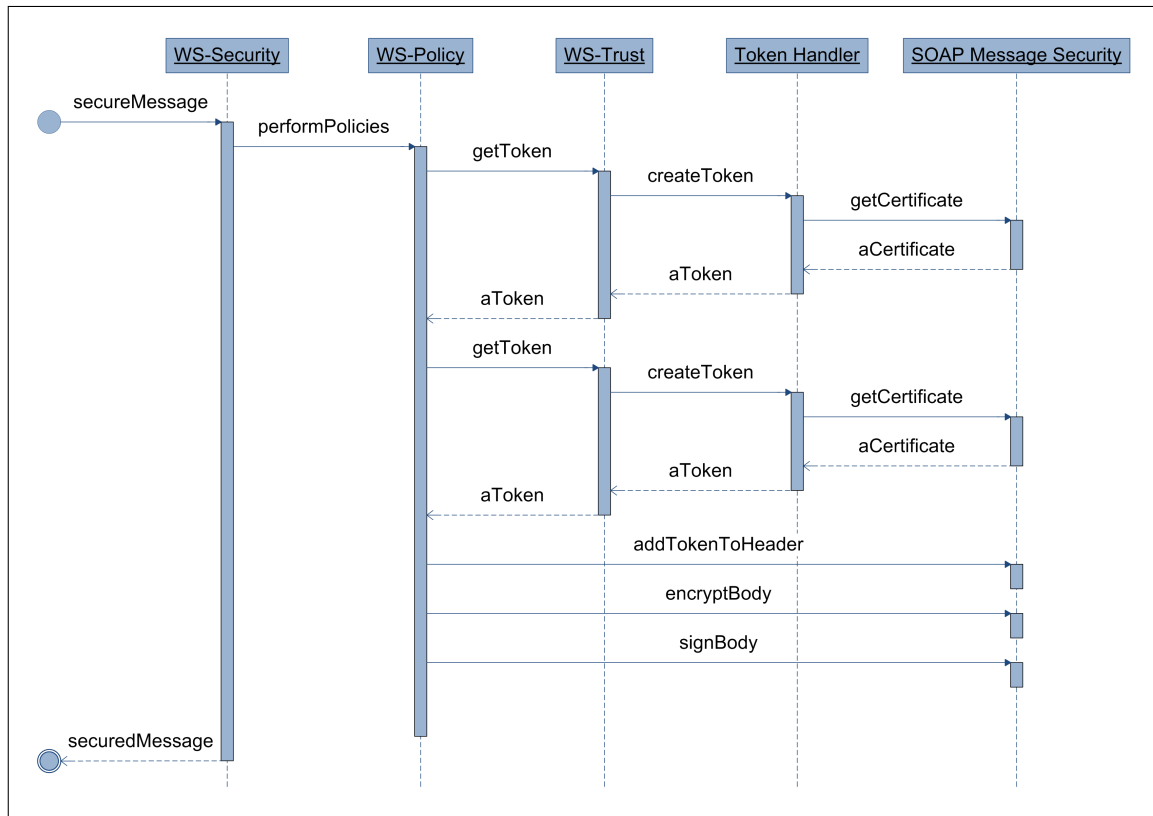 WS-Security
WS-Policy
WS-Trust
Token Handler
SOAP Message Security
secureMessage
performPolicies
getToken
createToken
getCertificate
aCertificate
aToken
aToken
getToken
createToken
getCertificate
aCertificate
aToken
aToken
addTokenToHeader
encryptBody
signBody
securedMessage